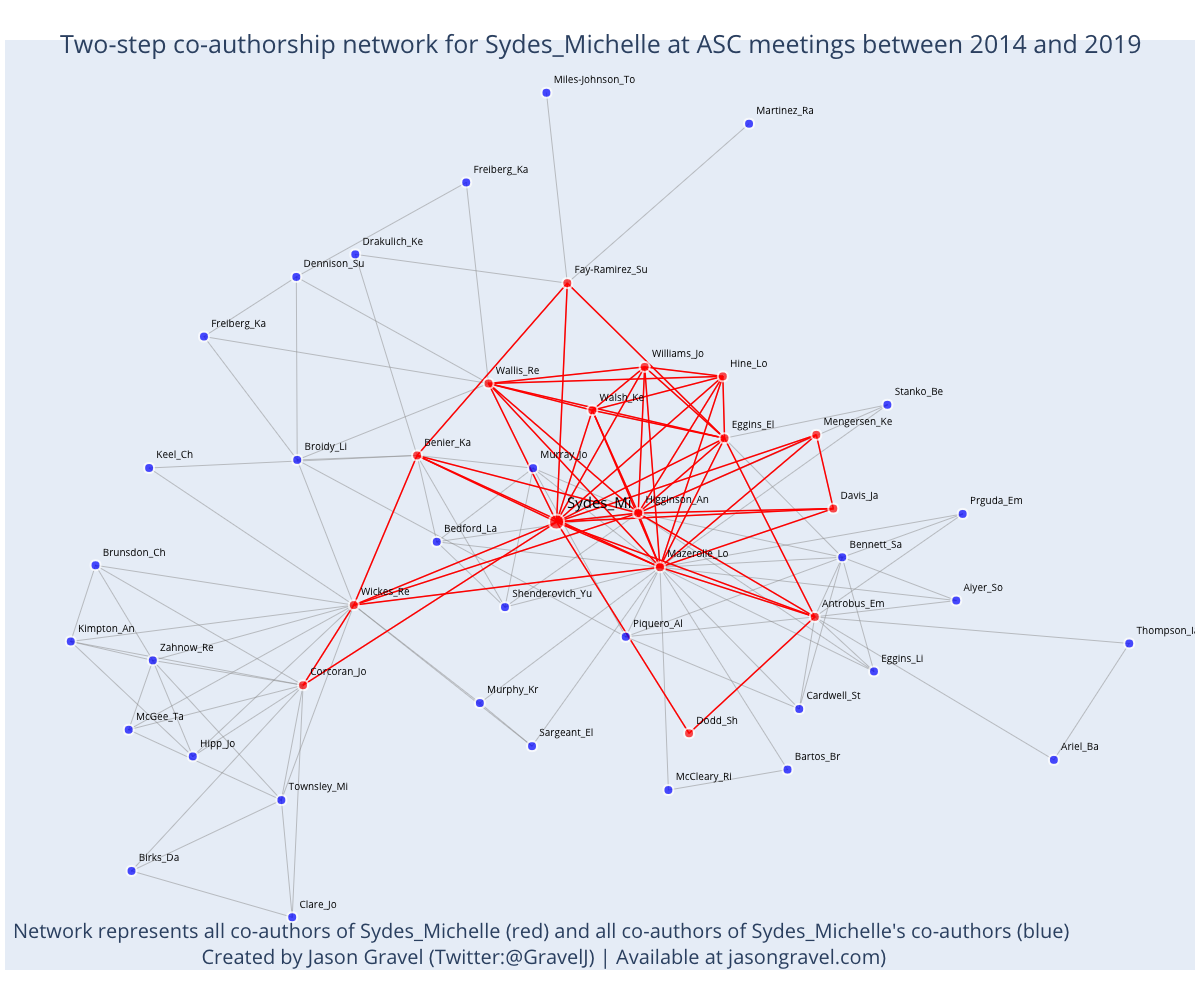 Two-step co-authorship network for Sydes_Michelle at ASC meetings between 2014 and 2019
Miles-Johnson_To
Martinez_Ra
Freiberg_Ka
Drakulich_Ke
Dennison_Su
Fay-Ramirez_Su
Freiberg_Ka
Williams_Jo
Hine_Lo
Wallis_Re
Stanko_Be
Walsh_Ke
Mengersen_Ke
Eggins_El
Benier_Ka
Broidy_Li
Keel_Ch
Murray_Jo
Davis_Ja
Sydes_Mi
Higginson_An
Prguda_Em
Bedford_La
Bennett_Sa
Mazerolle_Lo
Brunsdon_Ch
Aiyer_So
Wickes_Re
Shenderovich_Yu
Antrobus_Em
Piquero_Al
Kimpton_An
Thompson_Ia
Zahnow_Re
Eggins_Li
Corcoran_Jo
Murphy_Kr
Cardwell_St
McGee_Ta
Dodd_Sh
Sargeant_El
Hipp_Jo
Ariel_Ba
Bartos_Br
McCleary_Ri
Townsley_Mi
Birks_Da
Clare_Jo
Network represents all co-authors of Sydes_Michelle (red) and all co-authors of Sydes_Michelle's co-authors (blue)
Created by Jason Gravel (Twitter:@GravelJ) | Available at jasongravel.com)